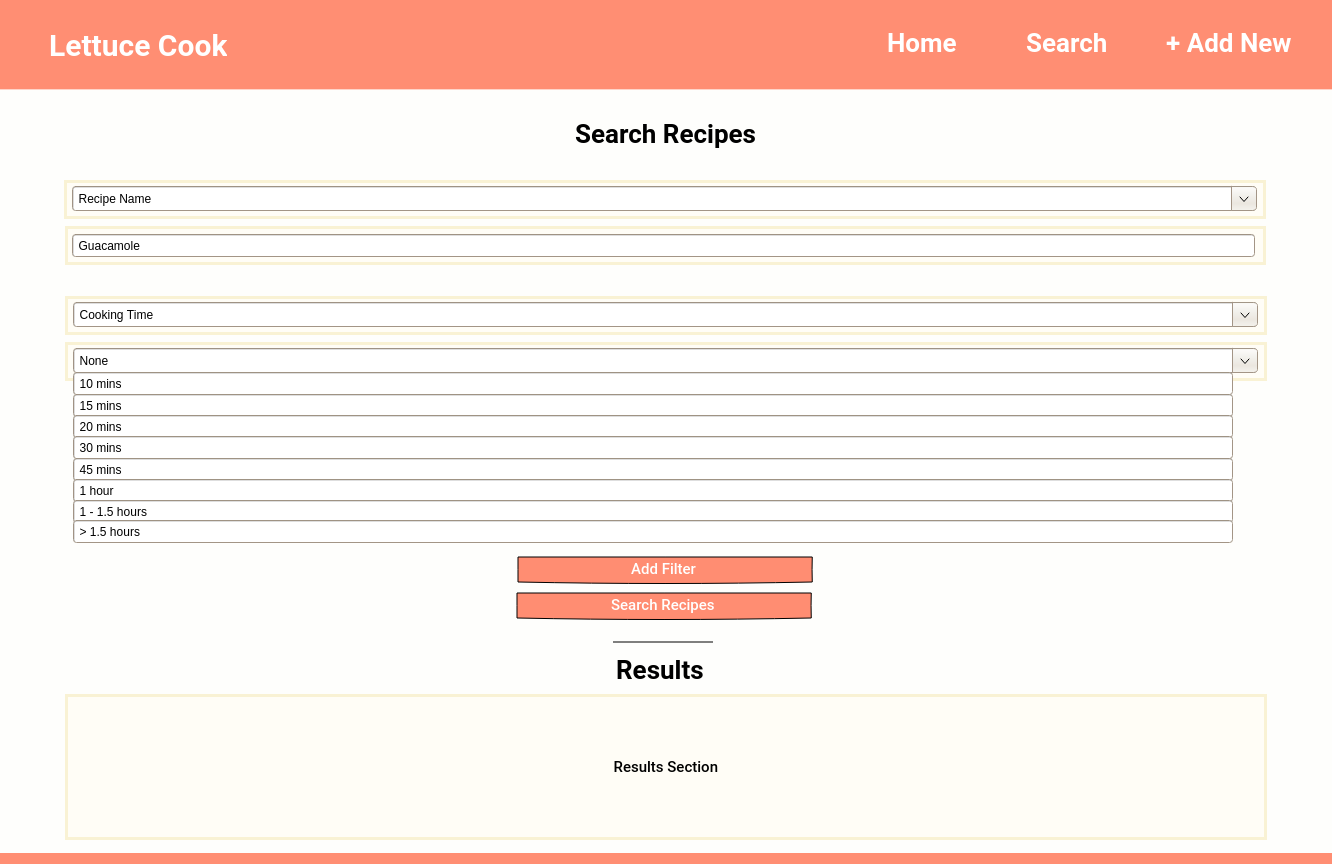 Lettuce Cook
Home
Search
+ Add New
Search Recipes
Recipe Name
Guacamole
Cooking Time
None
10 mins
15 mins
20 mins
30 mins
45 mins
1 hour
1 - 1.5 hours
> 1.5 hours
Add Filter
Search Recipes
Results
Results Section